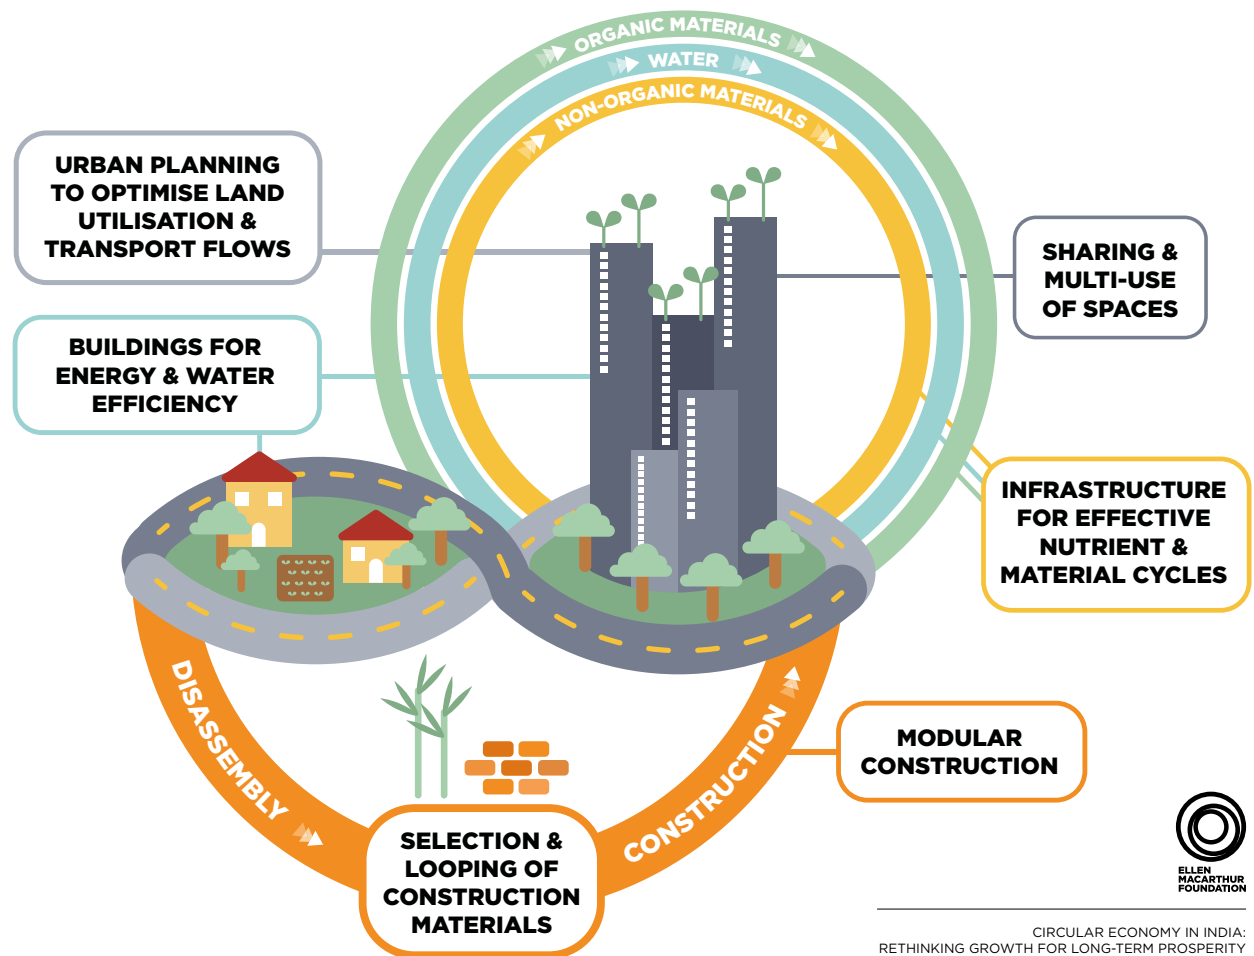 ORGANIC MATERIALS
WATER
NON-ORGANIC MATERIALS
URBAN PLANNING
TO OPTIMISE LAND
UTILISATION &
TRANSPORT FLOWS
SHARING &
MULTI-USE
OF SPACES
BUILDINGS FOR
ENERGY & WATER
EFFICIENCY
INFRASTRUCTURE
FOR EFFECTIVE
NUTRIENT &
MATERIAL CYCLES
DISASSEMBLY
CONSTRUCTION
MODULAR
CONSTRUCTION
SELECTION &
LOOPING OF
CONSTRUCTION
MATERIALS
ELLEN
MACARTHUR
FOUNDATION
CIRCULAR ECONOMY IN INDIA:
RETHINKING GROWTH FOR LONG-TERM PROSPERITY